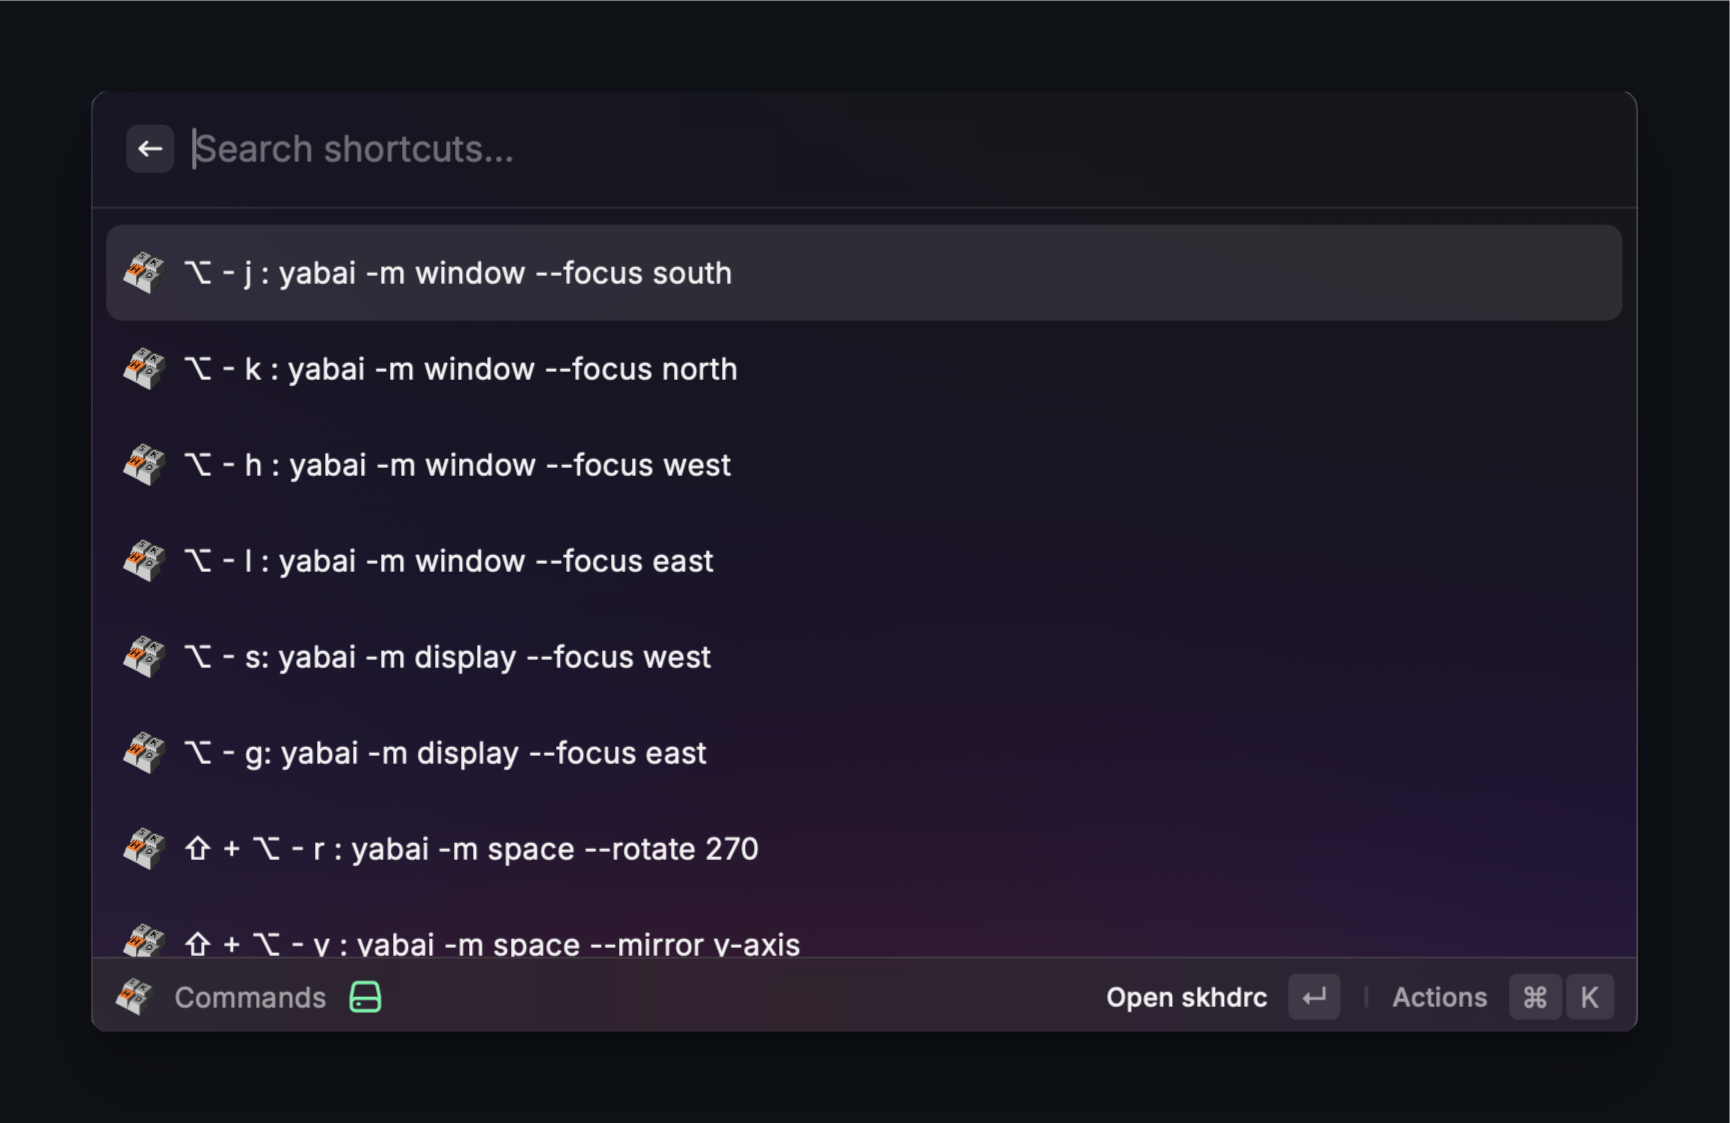 Search shortcuts...
⌥ - j : yabai -m window --focus south
⌥ - k : yabai -m window --focus north
⌥ - h : yabai -m window --focus west
⌥ - l : yabai -m window --focus east
⌥ - s: yabai -m display --focus west
⌥ - g: yabai -m display --focus east
⇧ + ⌥ - r : yabai -m space --rotate 270
⇧ + ⌥ - y : yabai -m space --mirror y-axis
Commands Open skhdrc ↵ | Actions ⌘ K